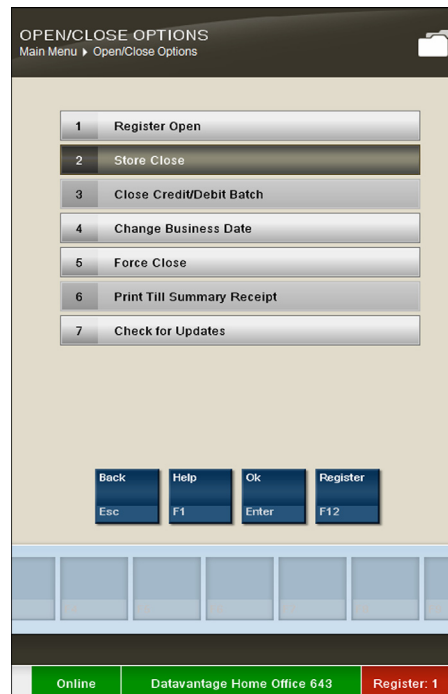 OPEN/CLOSE OPTIONS
Main Menu ▸ Open/Close Options
1 Register Open
2 Store Close
3 Close Credit/Debit Batch
4 Change Business Date
5 Force Close
6 Print Till Summary Receipt
7 Check for Updates
Back Help Ok Register
Esc F1 Enter F12
Online Datavantage Home Office 643 Register: 1